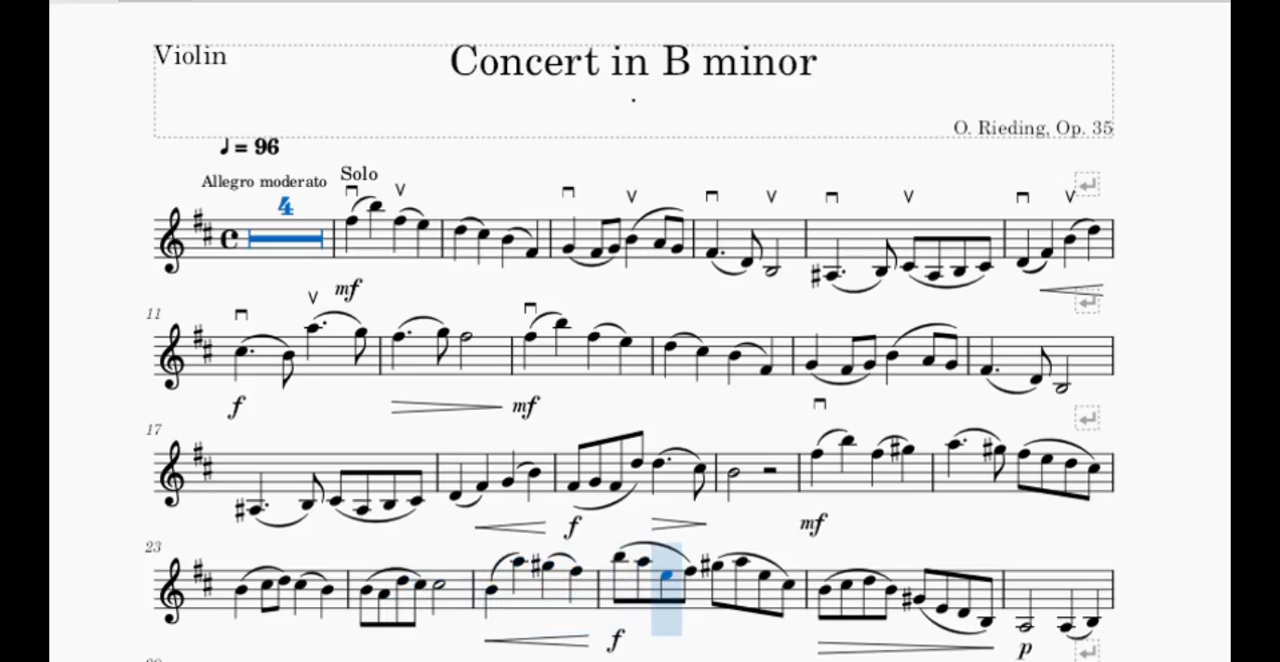 Violin
Concert in B minor
.
O. Rieding, Op. 35
♩ = 96
Allegro moderato
Solo
4
mf
11
f
mf
17
f
mf
23
f
p